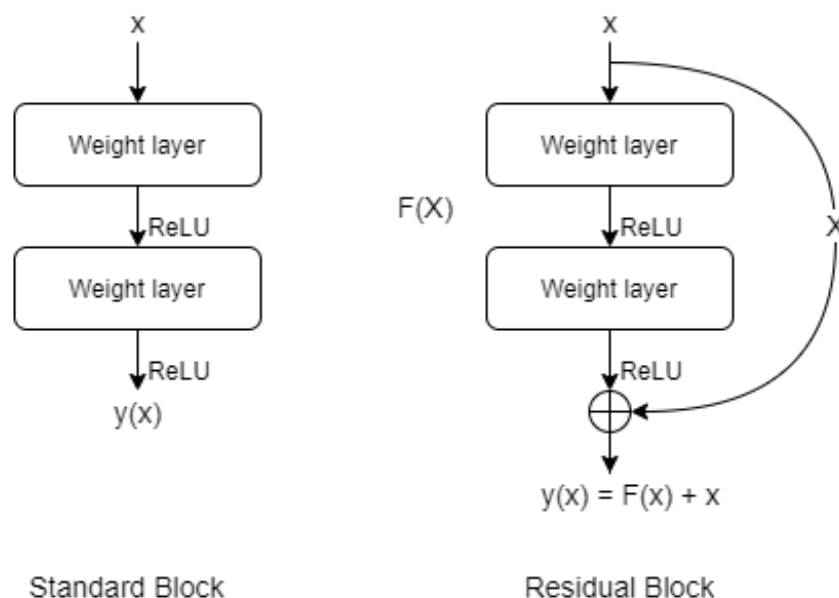 x
Weight layer
ReLU
Weight layer
ReLU
y(x)
Standard Block
x
Weight layer
F(X)
ReLU
X
Weight layer
ReLU
y(x) = F(x) + x
Residual Block